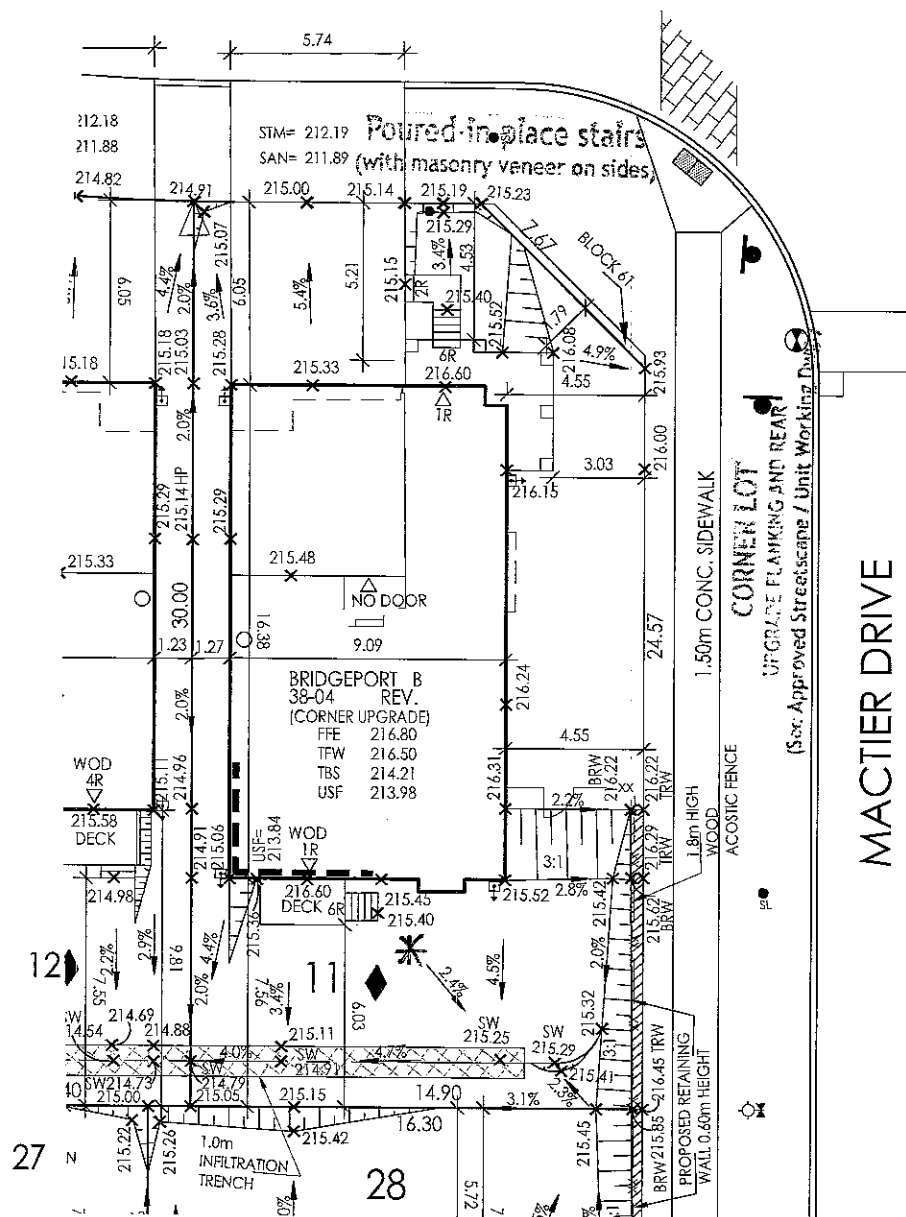 5.74
212.18
211.88
214.82
STM= 212.19
SAN= 211.89
Poured-in-place stairs
(with masonry veneer on sides)
214.91
215.00
215.14
215.19
215.23
215.07
215.29
7.67
BLOCK 61
6.05
4.4%
2.0%
3.6%
6.05
5.4%
5.21
215.15
3.4%
4.53
2R
215.40
215.52
1.79
216.08
4.9%
215.93
215.18
215.18
215.03
215.28
215.33
6R
216.60
1R
4.55
2.0%
3.03
216.00
216.15
215.29
215.14HP
215.29
215.33
215.48
NO DOOR
30.00
16.38
1.23
1.27
9.09
24.57
1.50m CONC. SIDEWALK
CORNER LOT
UPGRADE FLANKING AND REAR
(See Approved Streetscape / Unit Working
MACTIER DRIVE
BRIDGEPORT B
38-04 REV.
(CORNER UPGRADE)
FFE 216.80
TFW 216.50
TBS 214.21
USF 213.98
2.0%
216.24
4.55
WOD
4R
215.11
214.96
216.31
BRW
216.22
XX
216.22
TRW
215.58
DECK
2.2%
1.8m HIGH
WOOD
ACOSTIC FENCE
214.91
215.06
USF=
213.84
WOD
1R
3:1
216.29
TRW
214.98
216.60
DECK
6R
215.45
215.40
215.52
2.8%
215.42
215.62
BRW
SL
215.36
12
2.2%
7.55
2.9%
6.81
2.0%
4.4%
7.56
3.4%
11
6.03
2.4%
4.5%
2.0%
215.32
SW
214.69
214.88
215.11
SW
215.25
SW
215.29
3:1
4.0%
SW
214.91
4.7%
SW
SW
214.73
214.79
215.41
2.3%
215.00
215.05
215.15
14.90
3.1%
16.30
215.45
BRW 215.85
216.45 TRW
PROPOSED RETAINING
WALL 0.60m HEIGHT
215.22
215.26
215.42
1.0m
INFILTRATION
TRENCH
27
28
5.72